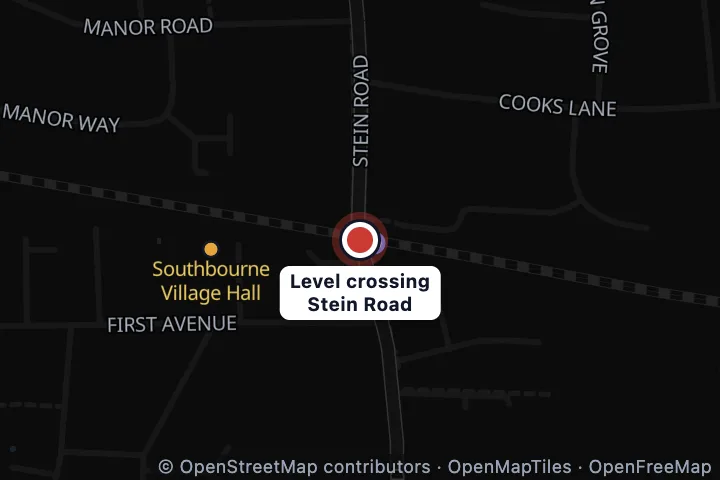 MANOR ROAD
N GROVE
STEIN ROAD
COOKS LANE
MANOR WAY
Southbourne
Village Hall
Level crossing
Stein Road
FIRST AVENUE
© OpenStreetMap contributors · OpenMapTiles · OpenFreeMap